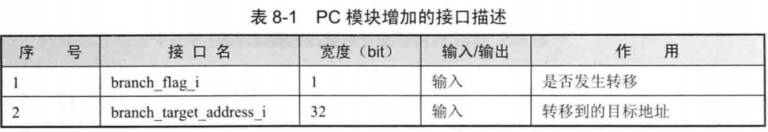 表 8-1 PC 模块增加的接口描述
序 号 接 口 名 宽度（bit） 输入/输出 作 用
1 branch_flag_i 1 输入 是否发生转移
2 branch_target_address_i 32 输入 转移到的目标地址